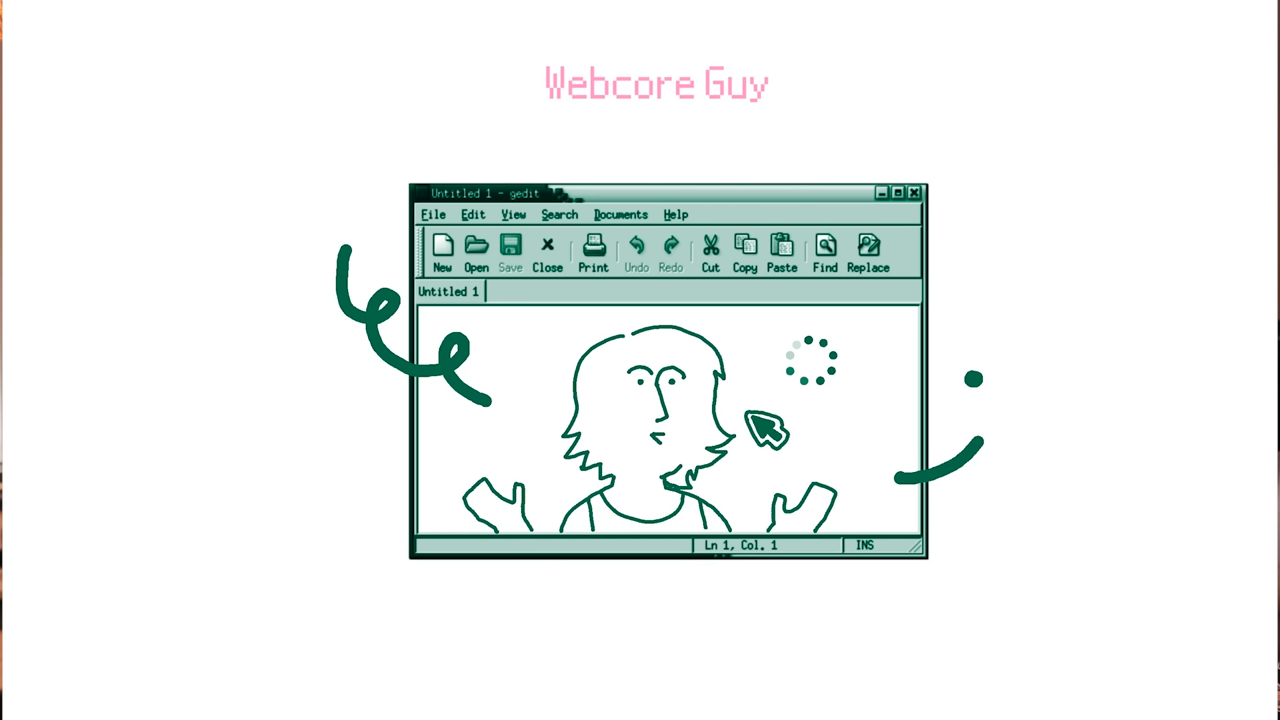 Webcore Guy
Untitled 1 - gedit
File Edit View Search Documents Help
New Open Save Close Print Undo Redo Cut Copy Paste Find Replace
Untitled 1
Ln 1, Col. 1 INS